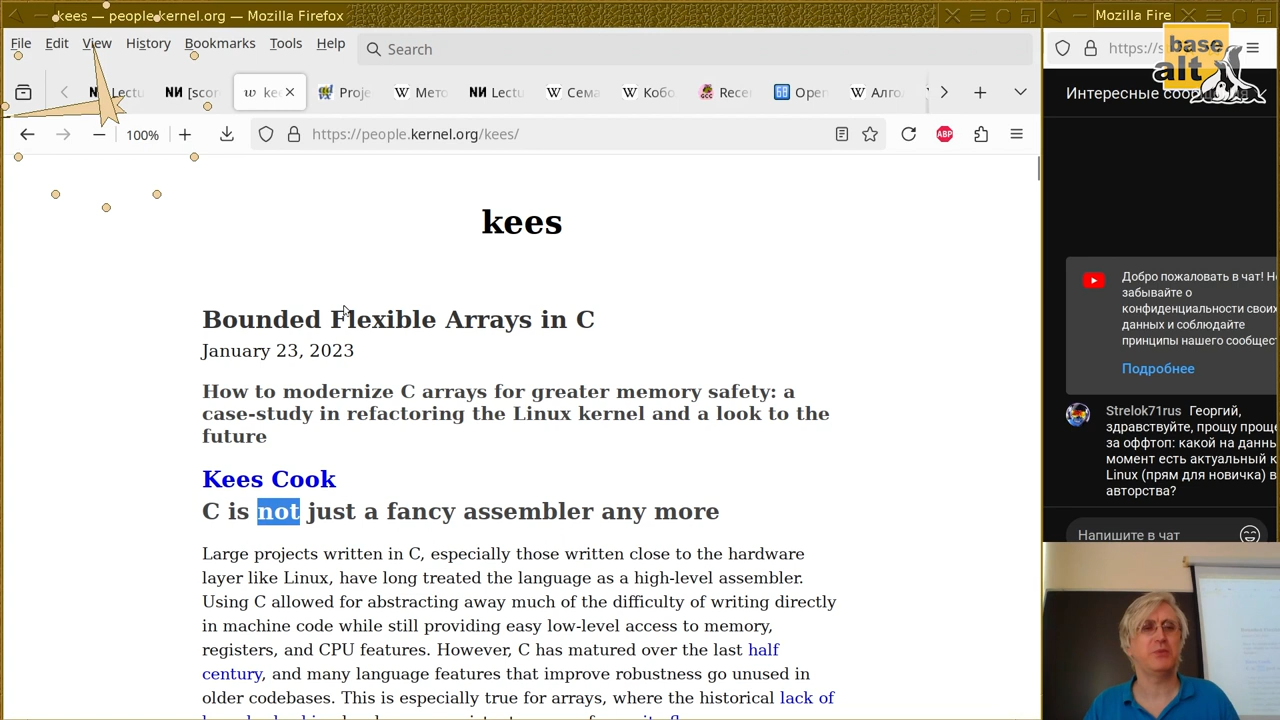 kees — people.kernel.org — Mozilla Firefox
File Edit View History Bookmarks Tools Help
Search
Lectu
[scor
kee
Proje
Мето
Lectu
Сема
Кобо
Rece
Open
Алго
100%
https://people.kernel.org/kees/
ABP
kees
Bounded Flexible Arrays in C
January 23, 2023
How to modernize C arrays for greater memory safety: a
case-study in refactoring the Linux kernel and a look to the
future
Kees Cook
C is not just a fancy assembler any more
Large projects written in C, especially those written close to the hardware
layer like Linux, have long treated the language as a high-level assembler.
Using C allowed for abstracting away much of the difficulty of writing directly
in machine code while still providing easy low-level access to memory,
registers, and CPU features. However, C has matured over the last half
century, and many language features that improve robustness go unused in
older codebases. This is especially true for arrays, where the historical lack of
Mozilla Fire
https://s
base
alt
Интересные соо
Добро пожаловать в чат! Н
забывайте о
конфиденциальности своих
данных и соблюдайте
принципы нашего сообщес
Подробнее
Strelok71rus Георгий,
здравствуйте, прощу проще
за оффтоп: какой на данны
момент есть актуальный к
Linux (прям для новичка) в
авторства?
Напишите в чат